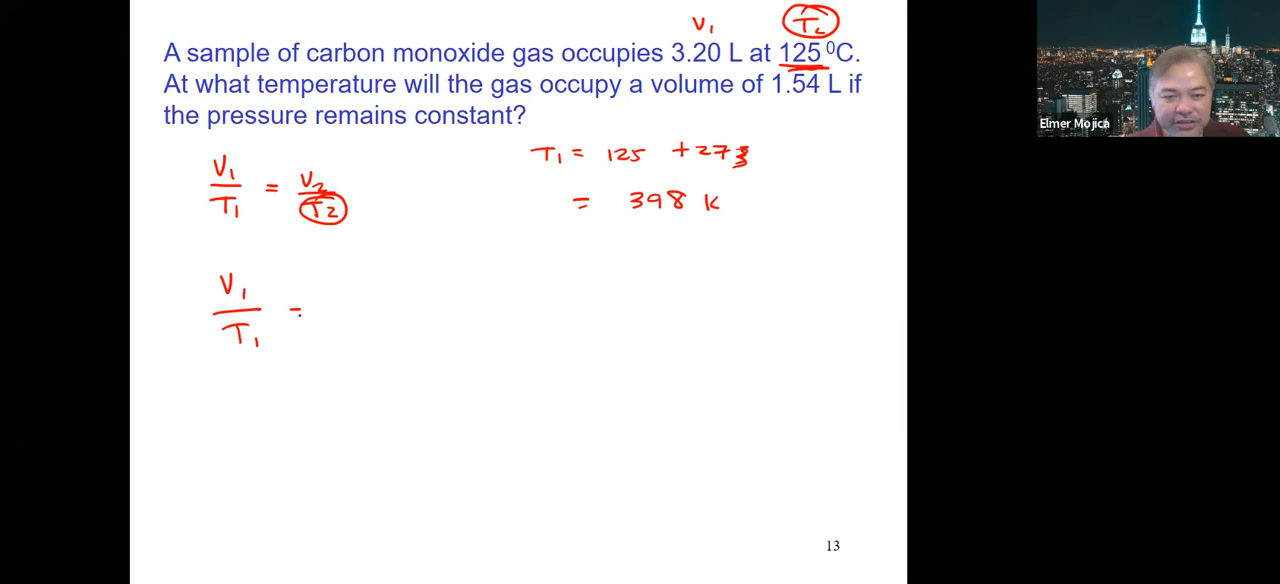 V1 T2
A sample of carbon monoxide gas occupies 3.20 L at 125 ⁰C.
At what temperature will the gas occupy a volume of 1.54 L if
the pressure remains constant?
T1 = 125 + 273
= 398 K
V1/T1 = V2/T2
V1/T1 =
13
Elmer Mojica